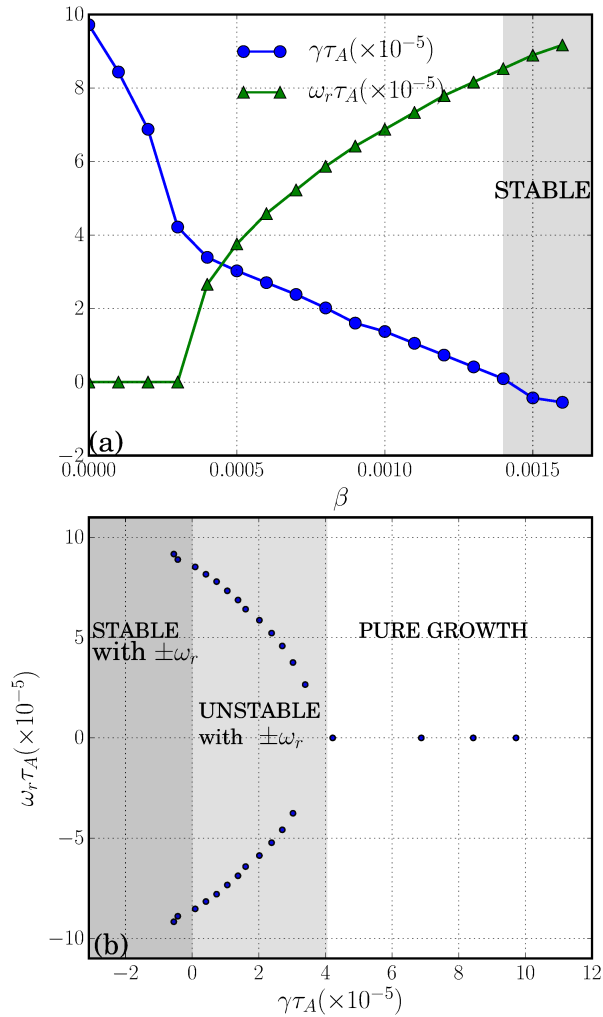 10
γτ_A(×10⁻⁵)
8
ω_rτ_A(×10⁻⁵)
6
STABLE
4
2
0
−2
(a)
0.0000 0.0005 0.0010 0.0015
β
10
STABLE
with ±ω_r
PURE GROWTH
5
UNSTABLE
with ±ω_r
0
ω_rτ_A(×10⁻⁵)
−5
−10
(b)
−2 0 2 4 6 8 10 12
γτ_A(×10⁻⁵)